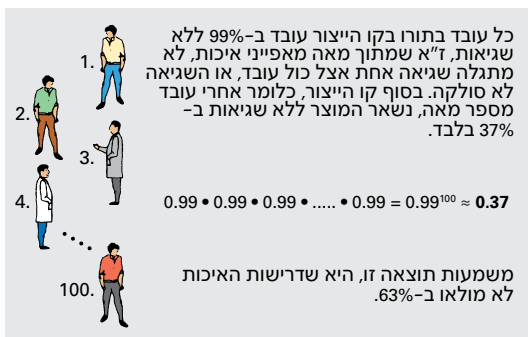 כל עובד בתורו בקו הייצור עובד ב-99% ללא
שגיאות, ז"א שמתוך מאה מאפייני איכות, לא
מתגלה שגיאה אחת אצל כול עובד, או השגיאה
לא סולקה. בסוף קו הייצור, כלומר אחרי עובד
מספר מאה, נשאר המוצר ללא שגיאות ב-
37% בלבד.
1.
2.
3.
4.
0.99 • 0.99 • 0.99 • ..... • 0.99 = 0.99¹⁰⁰ ≈ 0.37
100.
משמעות תוצאה זו, היא שדרישות האיכות
לא מולאו ב-63%.